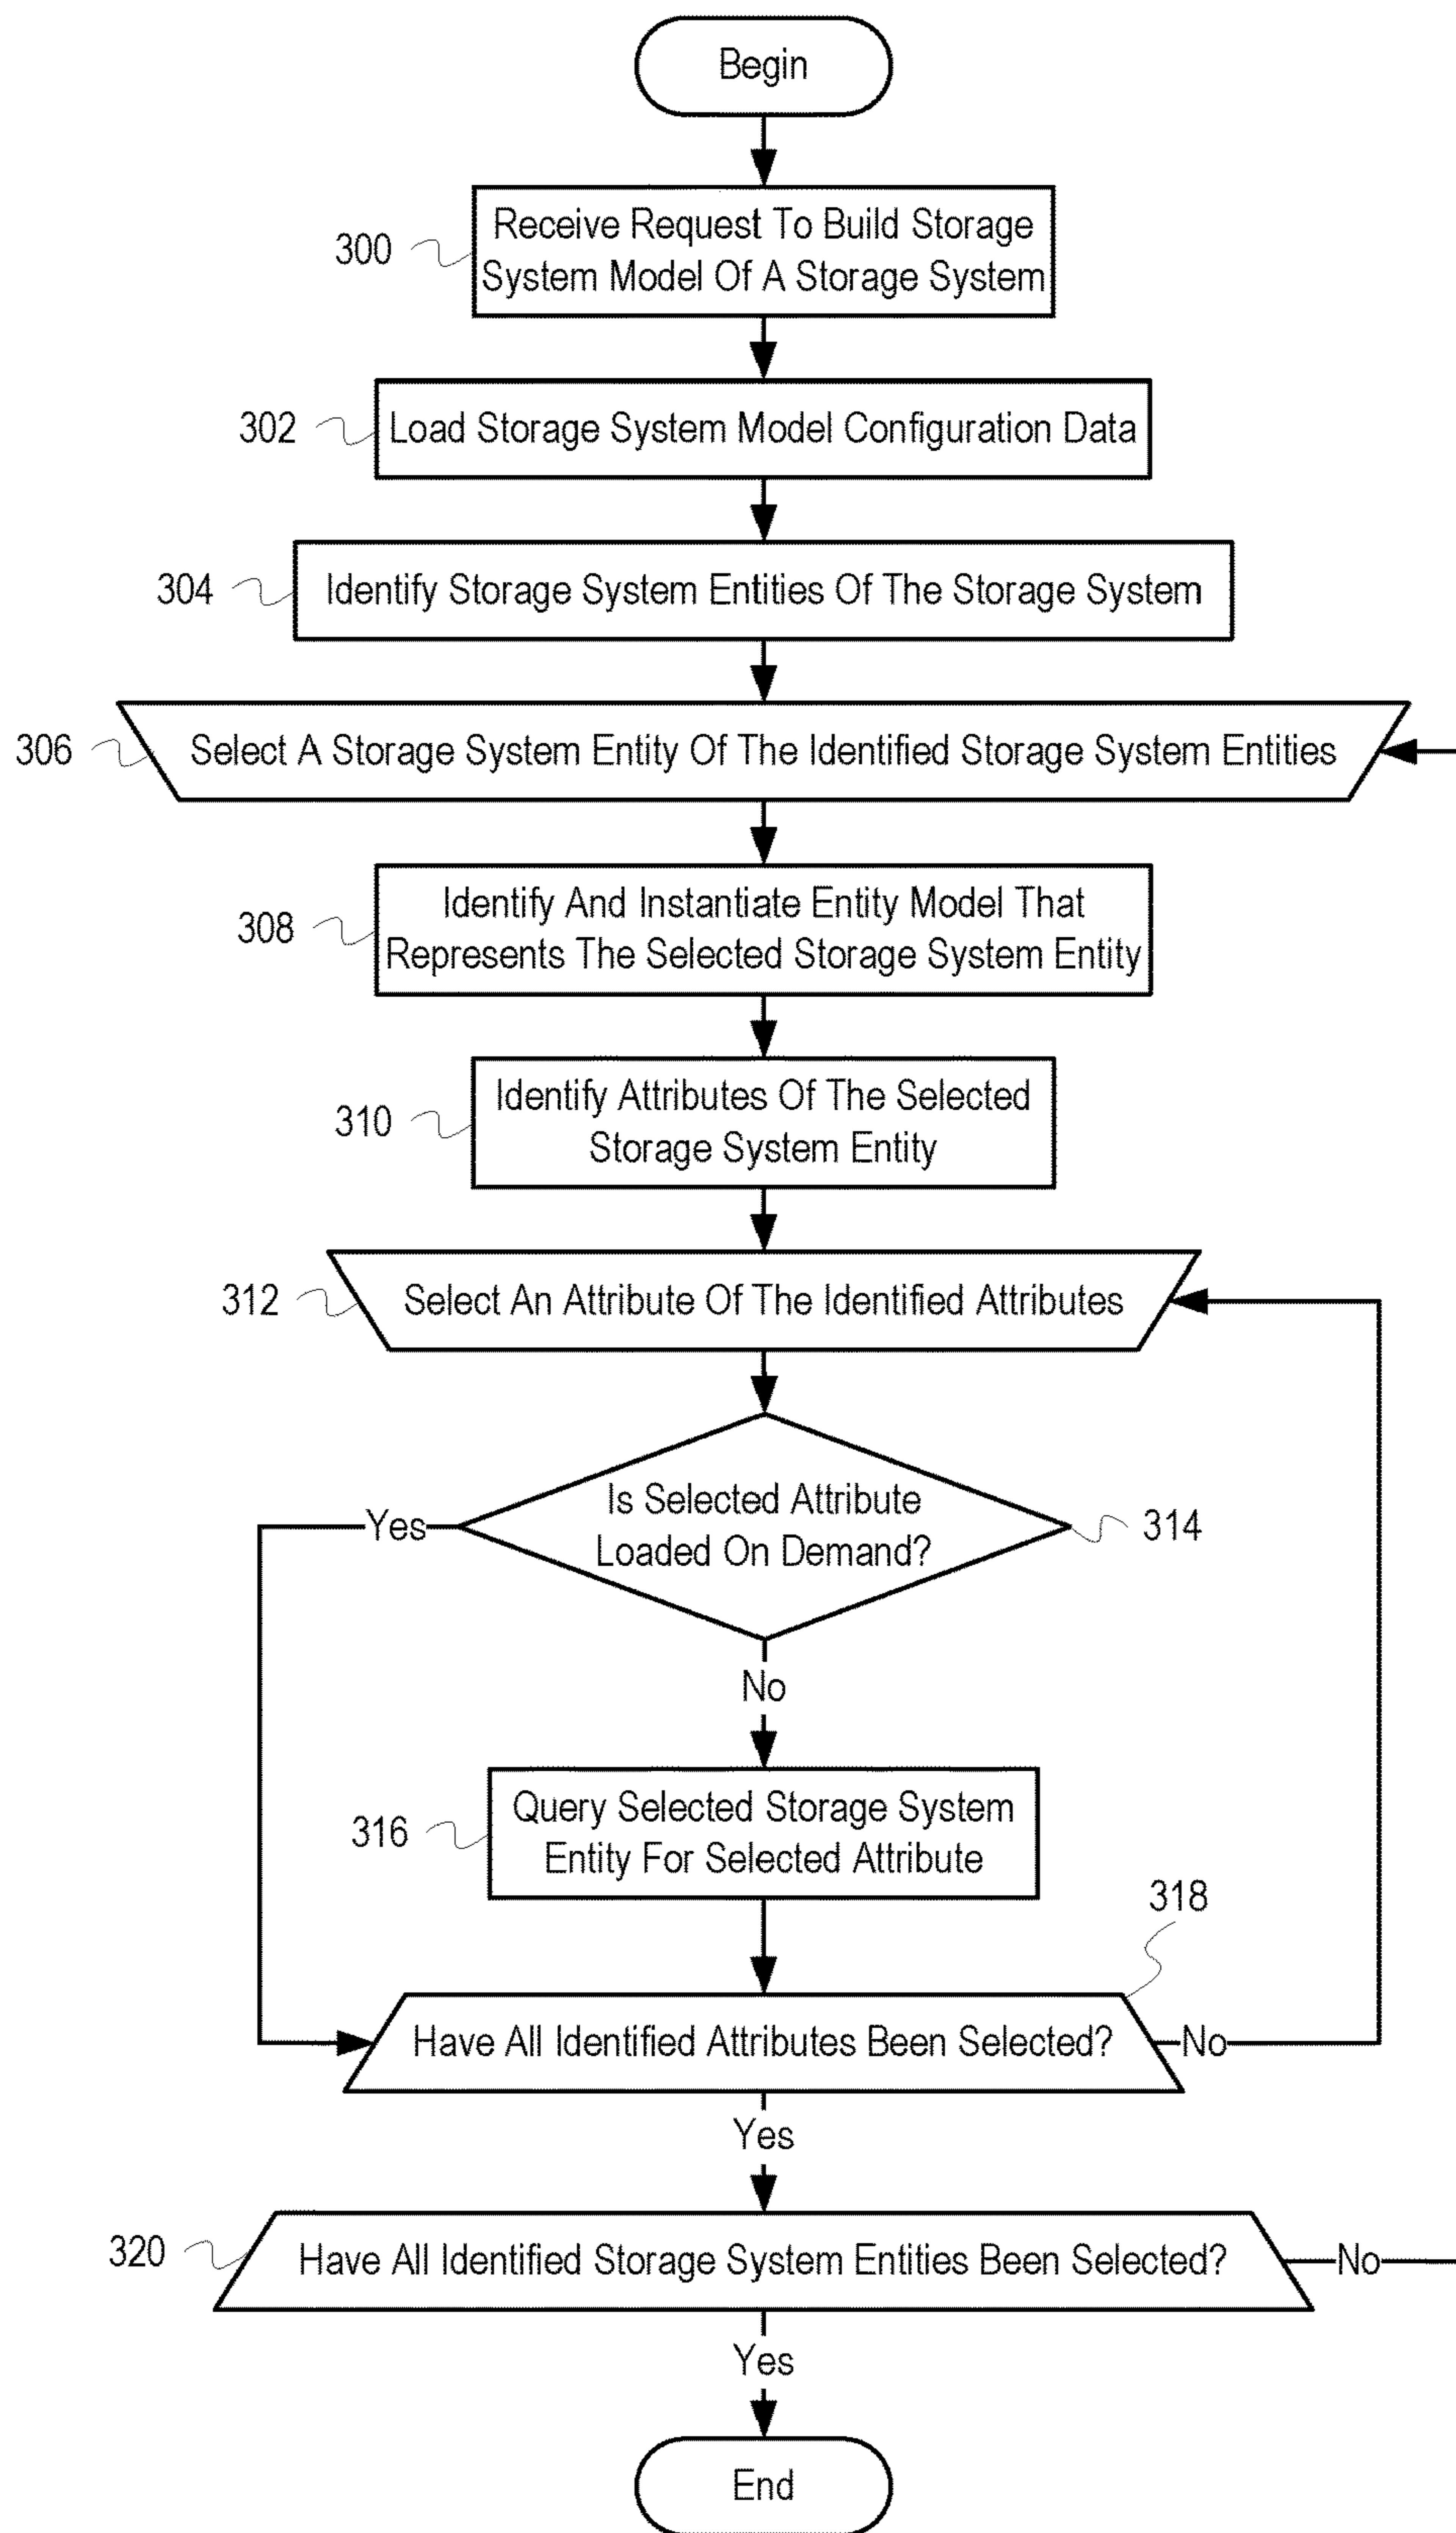 Begin
300
Receive Request To Build Storage
System Model Of A Storage System
302
Load Storage System Model Configuration Data
304
Identify Storage System Entities Of The Storage System
306
Select A Storage System Entity Of The Identified Storage System Entities
308
Identify And Instantiate Entity Model That
Represents The Selected Storage System Entity
310
Identify Attributes Of The Selected
Storage System Entity
312
Select An Attribute Of The Identified Attributes
Is Selected Attribute
Loaded On Demand?
Yes
314
No
316
Query Selected Storage System
Entity For Selected Attribute
318
Have All Identified Attributes Been Selected?
No
Yes
320
Have All Identified Storage System Entities Been Selected?
No
Yes
End